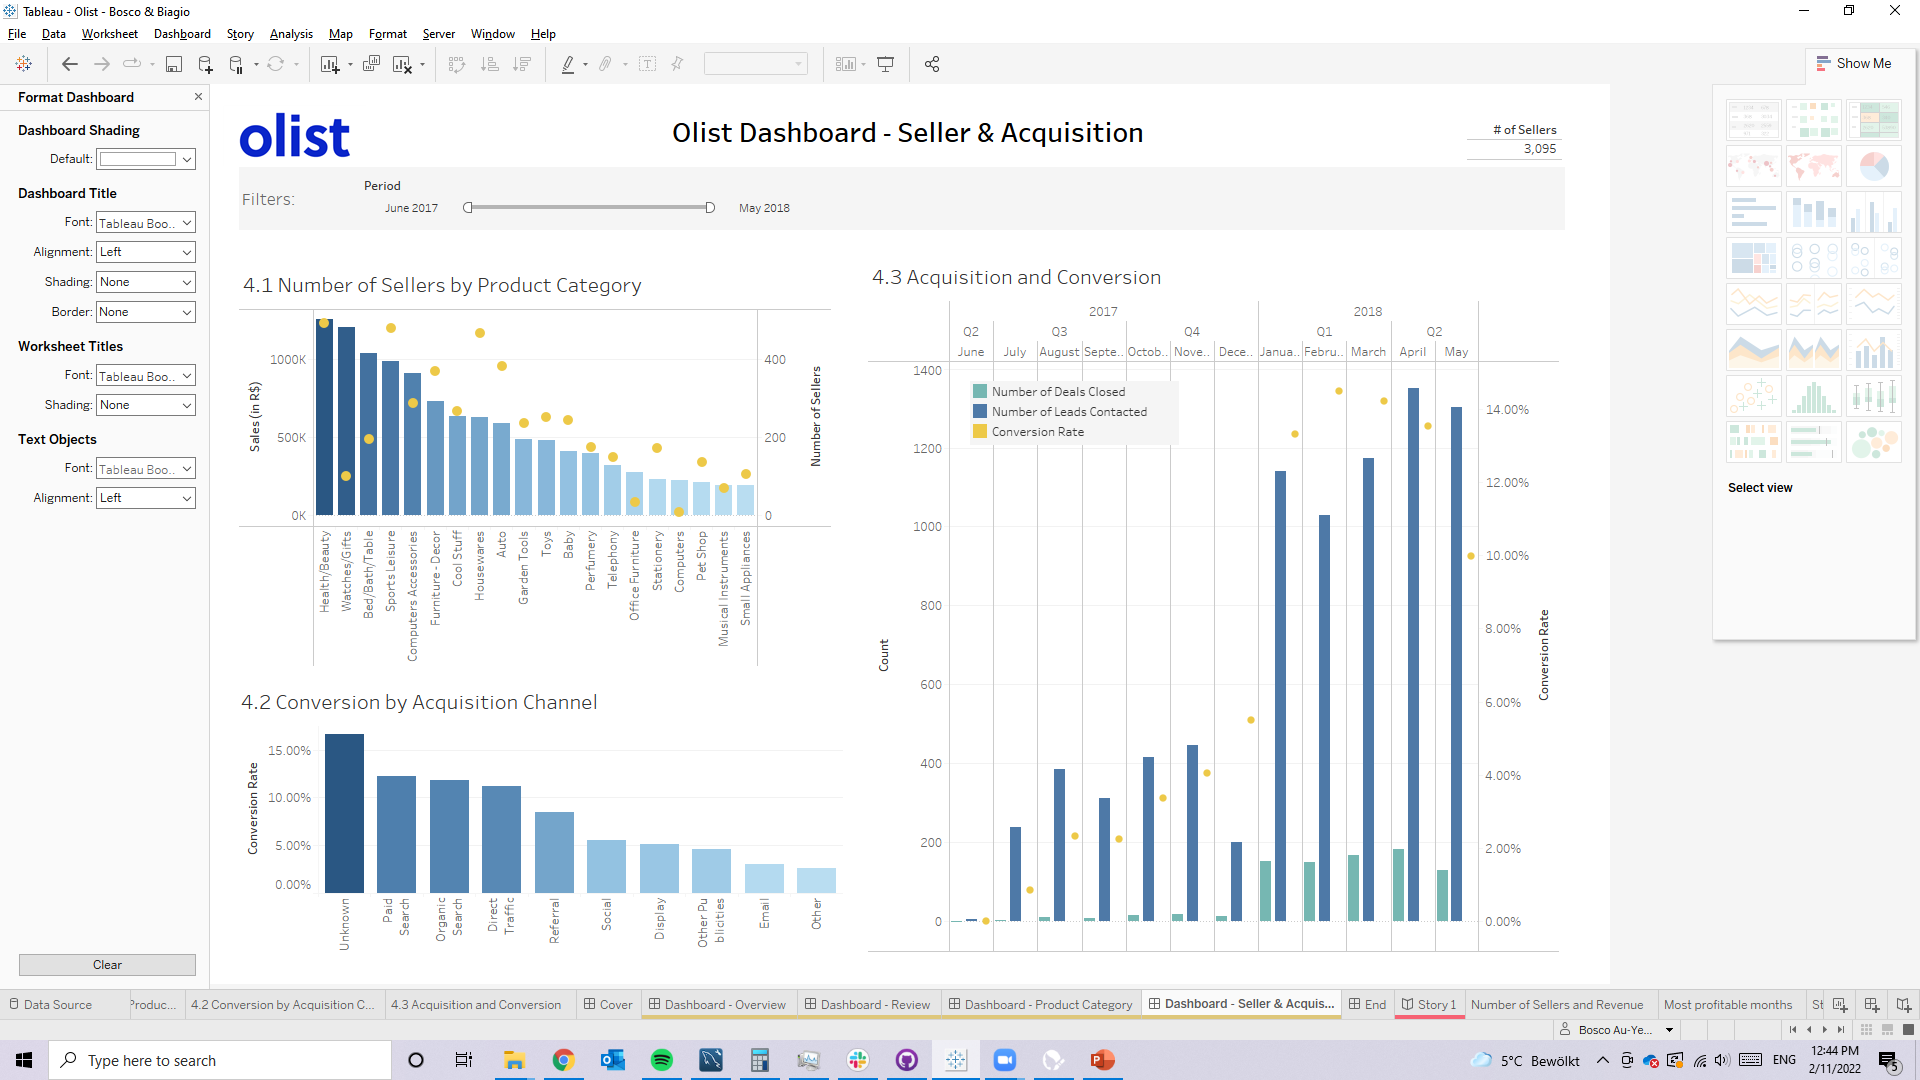 Tableau - Olist - Bosco & Biagio
File Data Worksheet Dashboard Story Analysis Map Format Server Window Help
Show Me
Format Dashboard
Dashboard Shading
Default:
Dashboard Title
Font: Tableau Boo..
Alignment: Left
Shading: None
Border: None
Worksheet Titles
Font: Tableau Boo..
Shading: None
Text Objects
Font: Tableau Boo..
Alignment: Left
Clear
olist
Olist Dashboard - Seller & Acquisition
# of Sellers
3,095
Filters:
Period
June 2017
May 2018
4.1 Number of Sellers by Product Category
Sales (in R$)
1000K
500K
0K
400
200
0
Number of Sellers
Health/Beauty
Watches/Gifts
Bed/Bath/Table
Sports Leisure
Computers Accessories
Furniture - Decor
Cool Stuff
Housewares
Auto
Garden Tools
Toys
Baby
Perfumery
Telephony
Office Furniture
Stationery
Computers
Pet Shop
Musical Instruments
Small Appliances
4.2 Conversion by Acquisition Channel
Conversion Rate
15.00%
10.00%
5.00%
0.00%
Unknown
Paid
Search
Organic
Search
Direct
Traffic
Referral
Social
Display
Other Pu
blicities
Email
Other
4.3 Acquisition and Conversion
2017 2018
Q2 Q3 Q4 Q1 Q2
June July August Septe.. Octob.. Nove.. Dece.. Janua.. Febru.. March April May
Number of Deals Closed
Number of Leads Contacted
Conversion Rate
Count
1400
1200
1000
800
600
400
200
0
14.00%
12.00%
10.00%
8.00%
6.00%
4.00%
2.00%
0.00%
Conversion Rate
Select view
Data Source Produc... 4.2 Conversion by Acquisition C... 4.3 Acquisition and Conversion Cover Dashboard - Overview Dashboard - Review Dashboard - Product Category Dashboard - Seller & Acquis... End Story 1 Number of Sellers and Revenue Most profitable months St
Bosco Au-Ye...
Type here to search
5°C Bewölkt
ENG
12:44 PM
2/11/2022
5